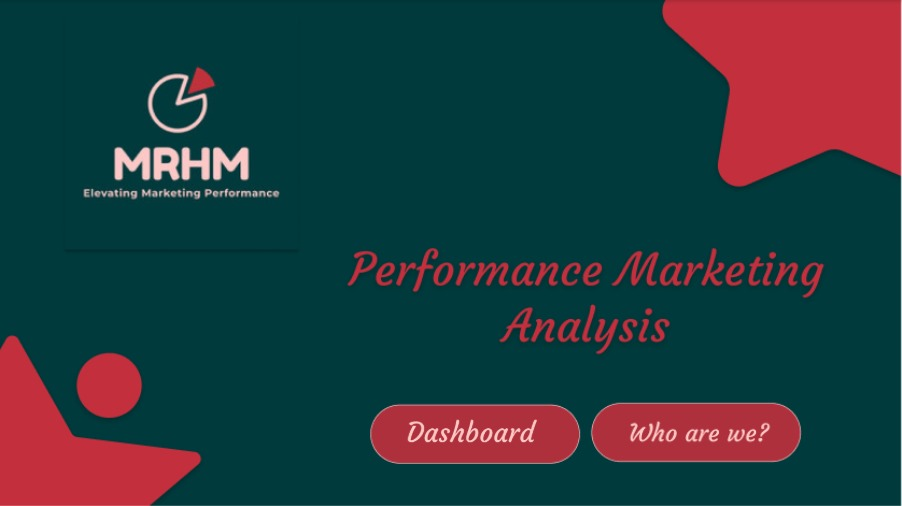 MRHM
Elevating Marketing Performance
Performance Marketing
Analysis
Dashboard
Who are we?